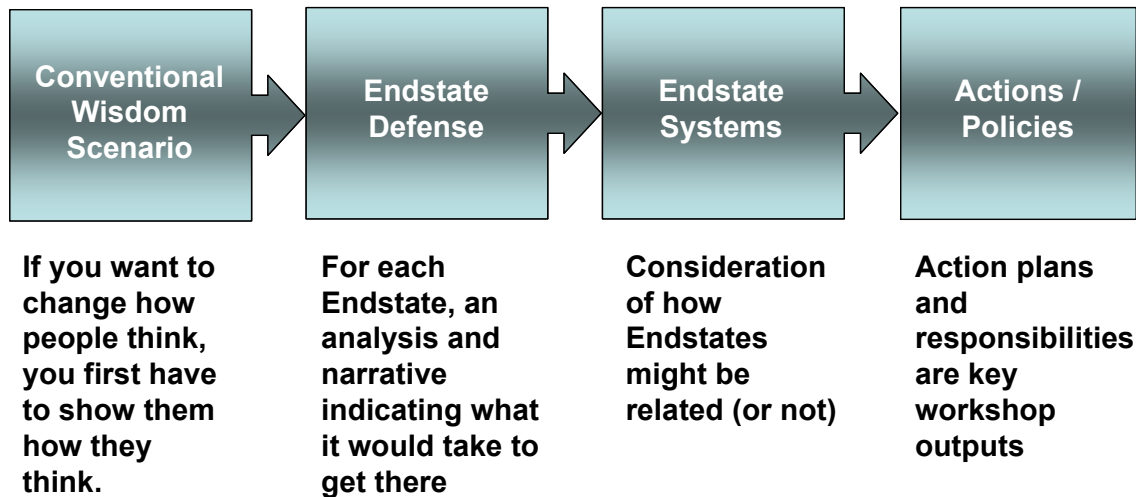 Conventional
Wisdom
Scenario
Endstate
Defense
Endstate
Systems
Actions /
Policies
If you want to
change how
people think,
you first have
to show them
how they
think.
For each
Endstate, an
analysis and
narrative
indicating what
it would take to
get there
Consideration
of how
Endstates
might be
related (or not)
Action plans
and
responsibilities
are key
workshop
outputs